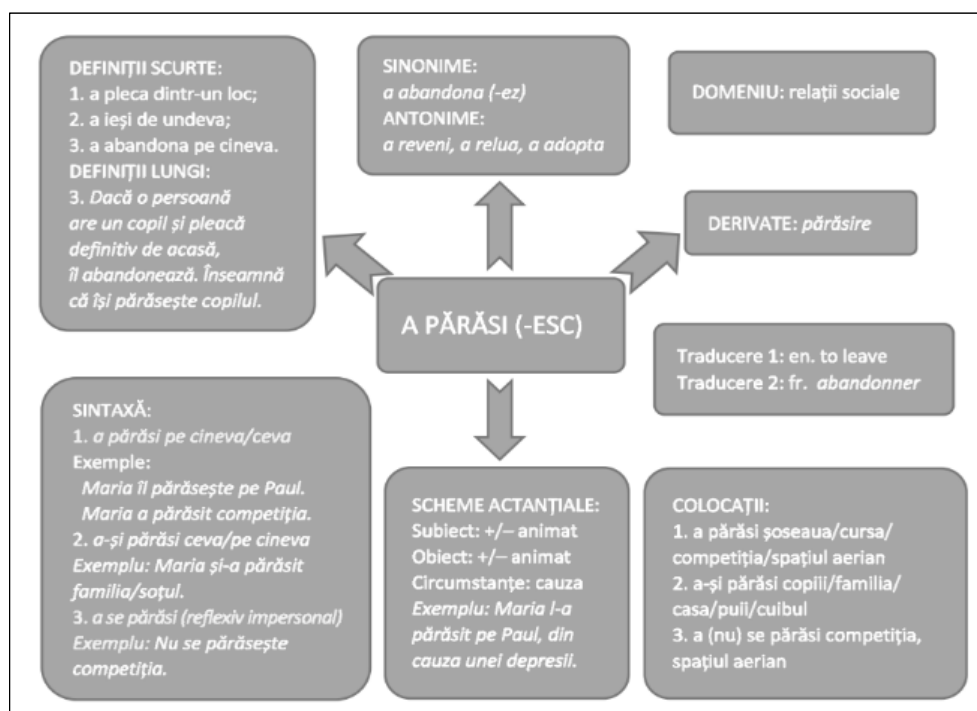 DEFINIȚII SCURTE:
1. a pleca dintr-un loc;
2. a ieși de undeva;
3. a abandona pe cineva.
DEFINIȚII LUNGI:
3. Dacă o persoană
are un copil și pleacă
definitiv de acasă,
îl abandonează. Înseamnă
că își părăsește copilul.
SINONIME:
a abandona (-ez)
ANTONIME:
a reveni, a relua, a adopta
DOMENIU: relații sociale
DERIVATE: părăsire
A PĂRĂSI (-ESC)
Traducere 1: en. to leave
Traducere 2: fr. abandonner
SINTAXĂ:
1. a părăsi pe cineva/ceva
Exemple:
Maria îl părăsește pe Paul.
Maria a părăsit competiția.
2. a-și părăsi ceva/pe cineva
Exemplu: Maria și-a părăsit
familia/soțul.
3. a se părăsi (reflexiv impersonal)
Exemplu: Nu se părăsește
competiția.
SCHEME ACTANȚIALE:
Subiect: +/– animat
Obiect: +/– animat
Circumstanțe: cauza
Exemplu: Maria l-a
părăsit pe Paul, din
cauza unei depresii.
COLOCAȚII:
1. a părăsi șoseaua/cursa/
competiția/spațiul aerian
2. a-și părăsi copiii/familia/
casa/puii/cuibul
3. a (nu) se părăsi competiția,
spațiul aerian